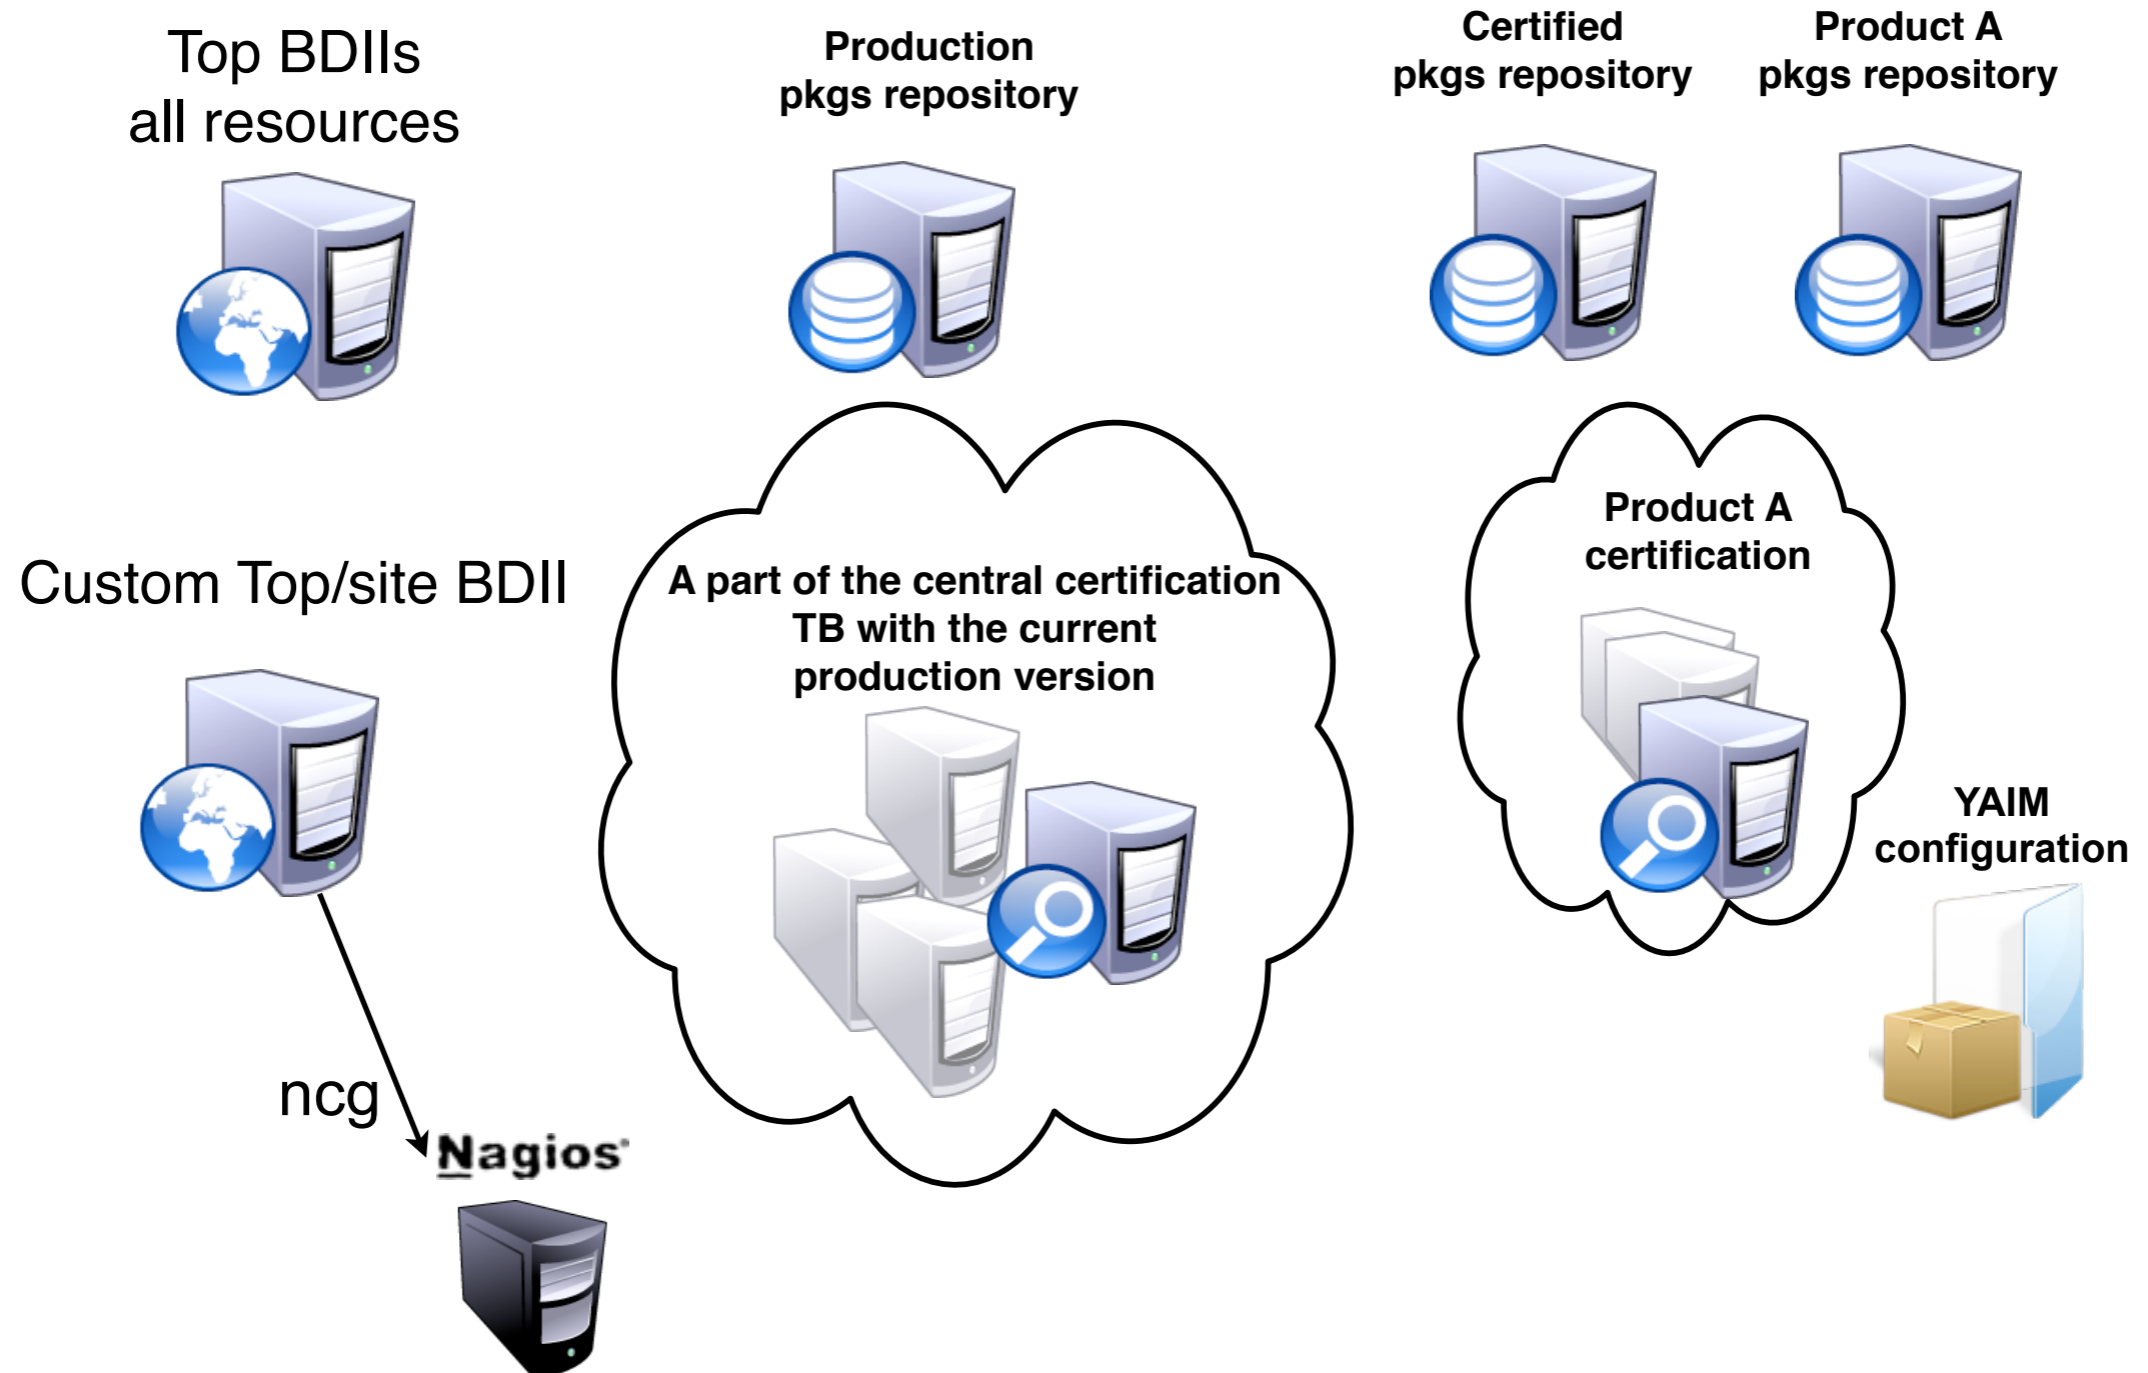 Top BDIIs
all resources
Production
pkgs repository
Certified
pkgs repository
Product A
pkgs repository
Custom Top/site BDII
A part of the central certification
TB with the current
production version
Product A
certification
YAIM
configuration
ncg
Nagios®